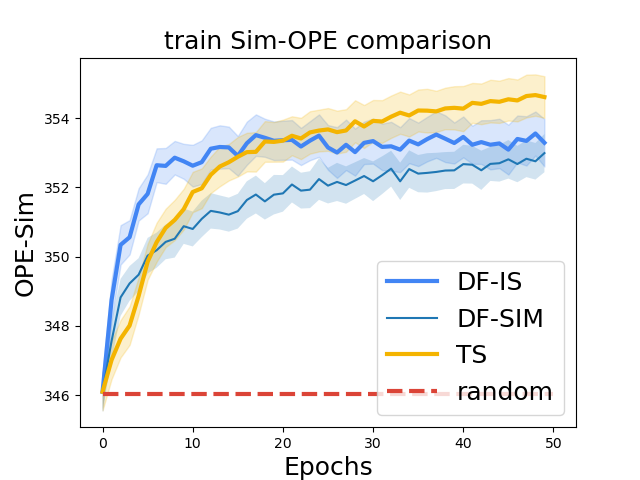 train Sim-OPE comparison
OPE-Sim
354
352
350
348
346
DF-IS
DF-SIM
TS
random
0 10 20 30 40 50
Epochs